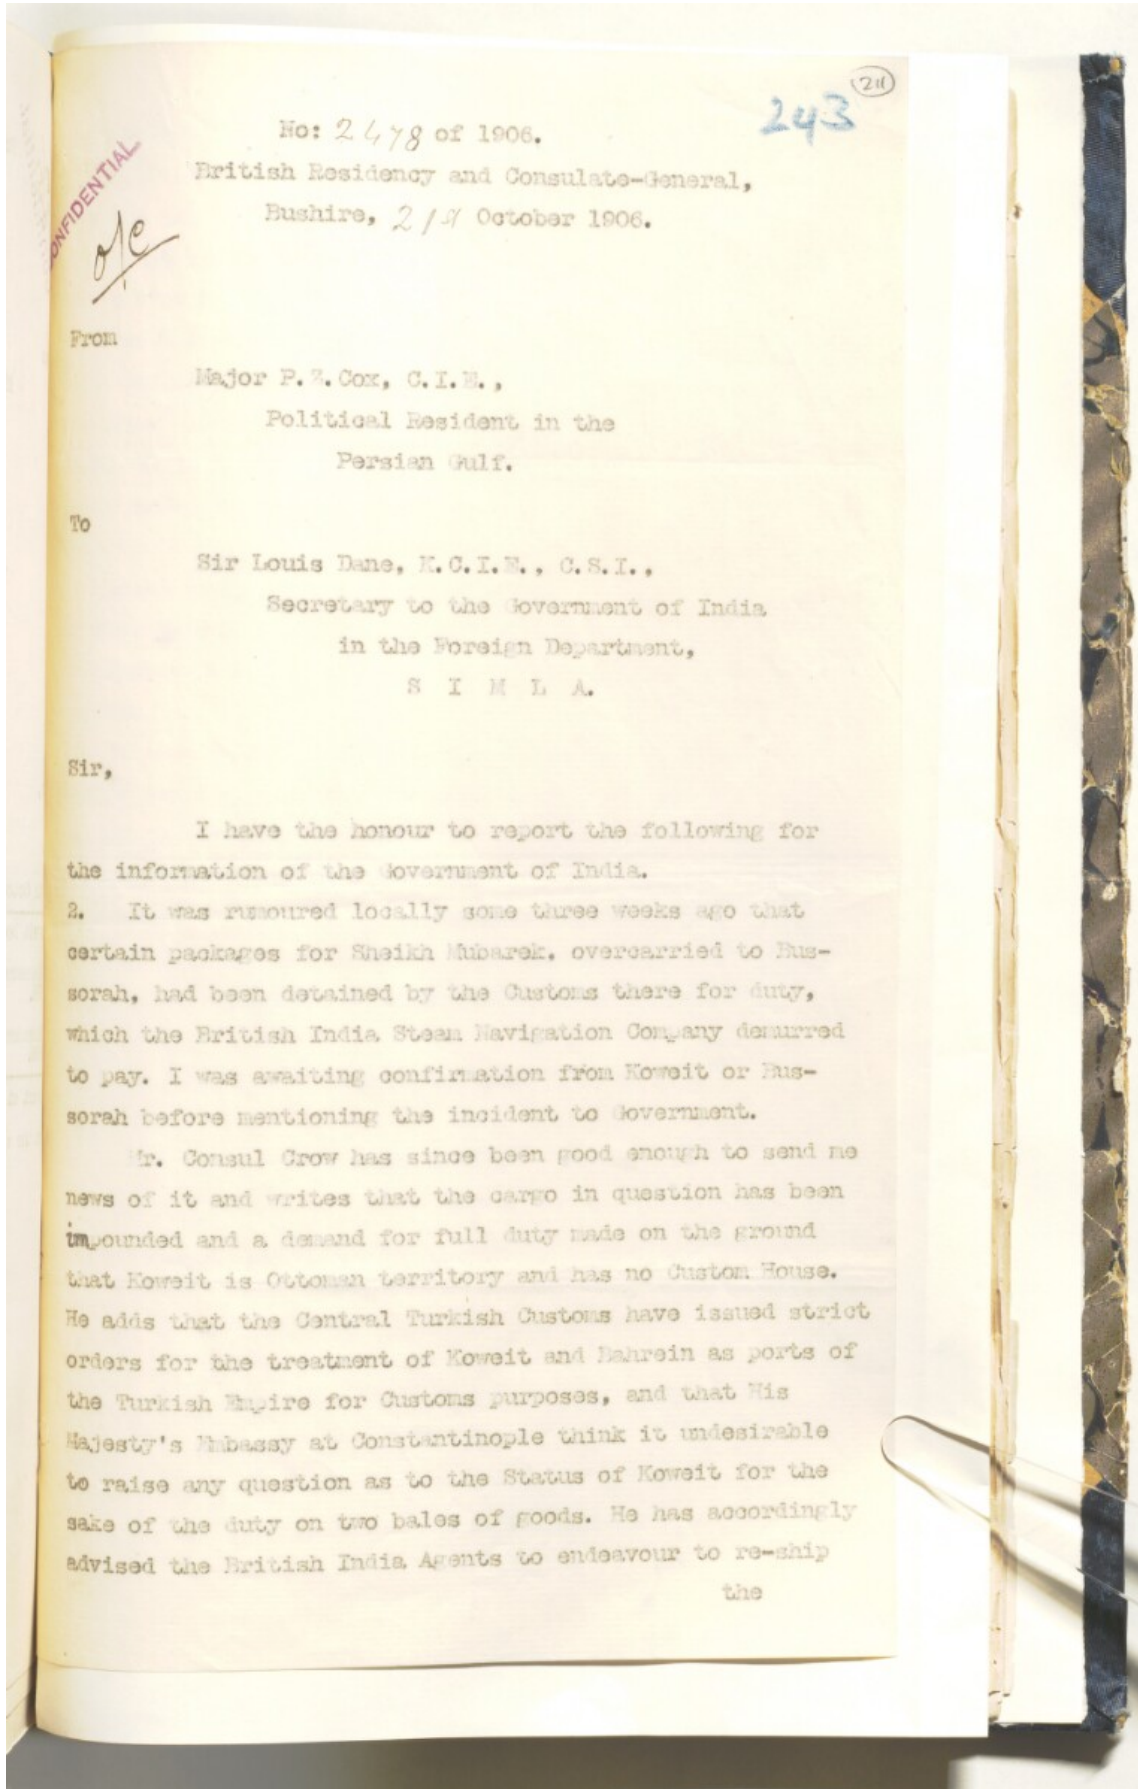 211
243
No: 2478 of 1906.
CONFIDENTIAL
British Residency and Consulate-General,
Bushire, 21st October 1906.
o/c
From
Major P.Z.Cox, C.I.E.,
Political Resident in the
Persian Gulf.
To
Sir Louis Dane, K.C.I.E., C.S.I.,
Secretary to the Government of India
in the Foreign Department,
S I M L A.
Sir,
I have the honour to report the following for
the information of the Government of India.
2. It was rumoured locally some three weeks ago that
certain packages for Sheikh Mubarek, overcarried to Bus-
sorah, had been detained by the Customs there for duty,
which the British India Steam Navigation Company demurred
to pay. I was awaiting confirmation from Koweit or Bus-
sorah before mentioning the incident to Government.
Mr. Consul Crow has since been good enough to send me
news of it and writes that the cargo in question has been
impounded and a demand for full duty made on the ground
that Koweit is Ottoman territory and has no Custom House.
He adds that the Central Turkish Customs have issued strict
orders for the treatment of Koweit and Bahrein as ports of
the Turkish Empire for Customs purposes, and that His
Majesty's Embassy at Constantinople think it undesirable
to raise any question as to the Status of Koweit for the
sake of the duty on two bales of goods. He has accordingly
advised the British India Agents to endeavour to re-ship
the